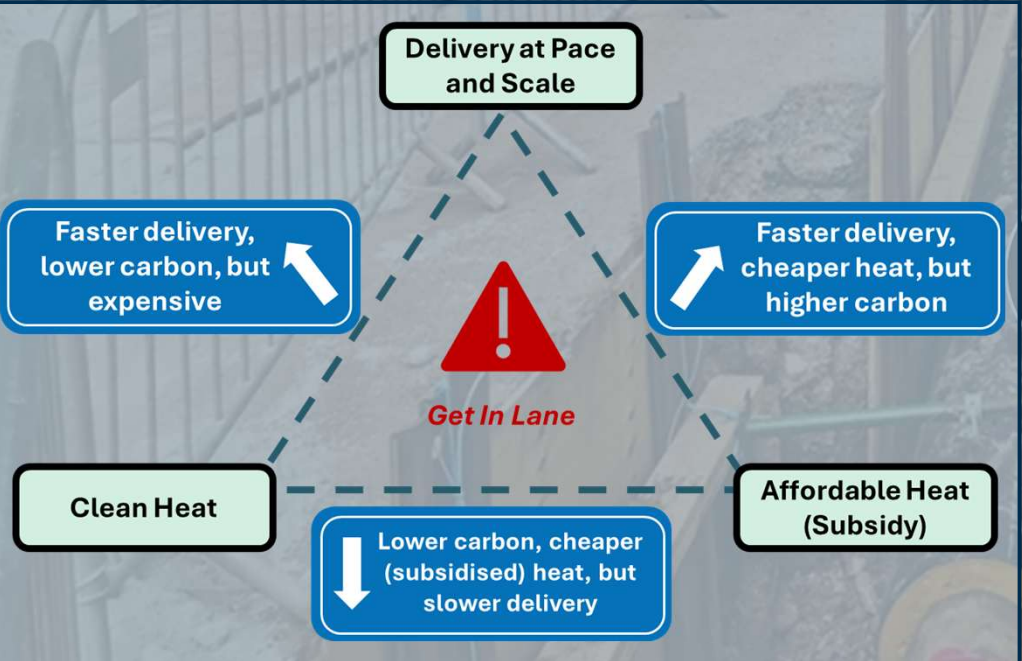 Delivery at Pace
and Scale
Faster delivery,
lower carbon, but
expensive
Faster delivery,
cheaper heat, but
higher carbon
Get In Lane
Clean Heat
Affordable Heat
(Subsidy)
Lower carbon, cheaper
(subsidised) heat, but
slower delivery